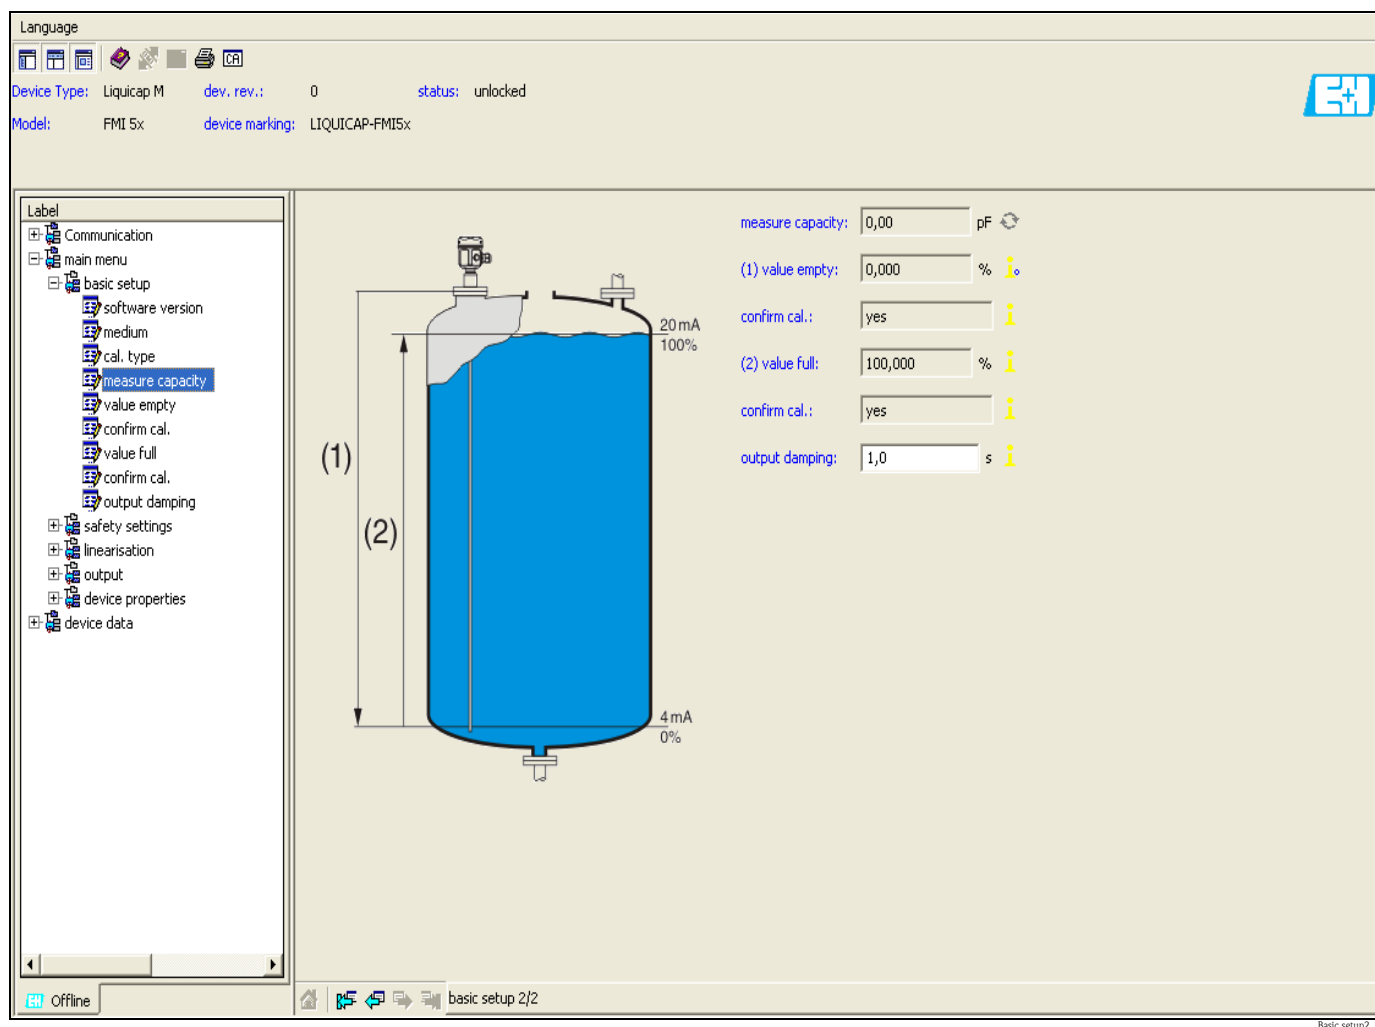 Language
CA
Device Type: Liquicap M dev. rev.: 0 status: unlocked
Model: FMI 5x device marking: LIQUICAP-FMI5x
E+H
Label
Communication
main menu
basic setup
software version
medium
cal. type
measure capacity
value empty
confirm cal.
value full
confirm cal.
output damping
safety settings
linearisation
output
device properties
device data
(1)
(2)
20 mA
100%
4 mA
0%
measure capacity: 0,00 pF
(1) value empty: 0,000 %
confirm cal.: yes
(2) value full: 100,000 %
confirm cal.: yes
output damping: 1,0 s
Offline
basic setup 2/2
Basic setup2